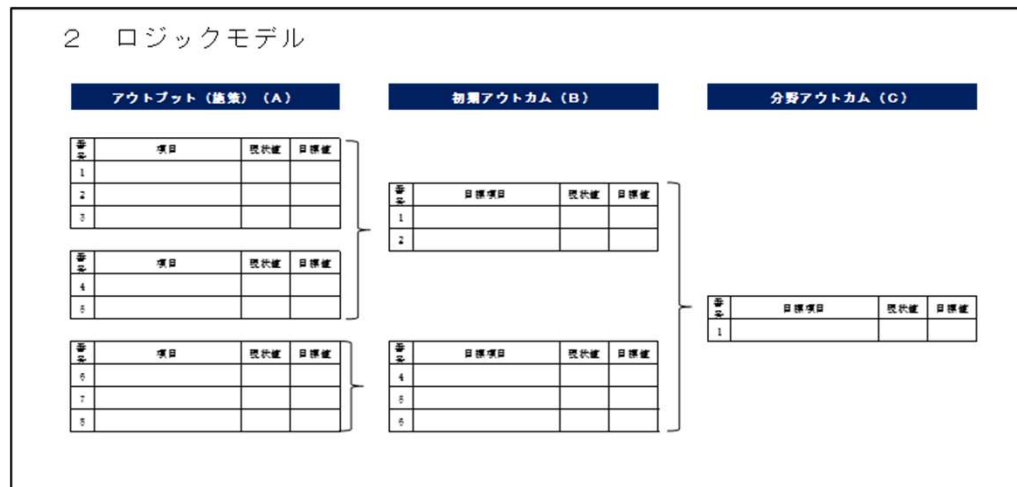 2 ロジックモデル
アウトプット（施策）（A）
番号 項目 現状値 目標値
1
2
3
番号 項目 現状値 目標値
4
5
番号 項目 現状値 目標値
6
7
8
初期アウトカム（B）
番号 目標項目 現状値 目標値
1
2
番号 目標項目 現状値 目標値
4
5
6
分野アウトカム（C）
番号 目標項目 現状値 目標値
1